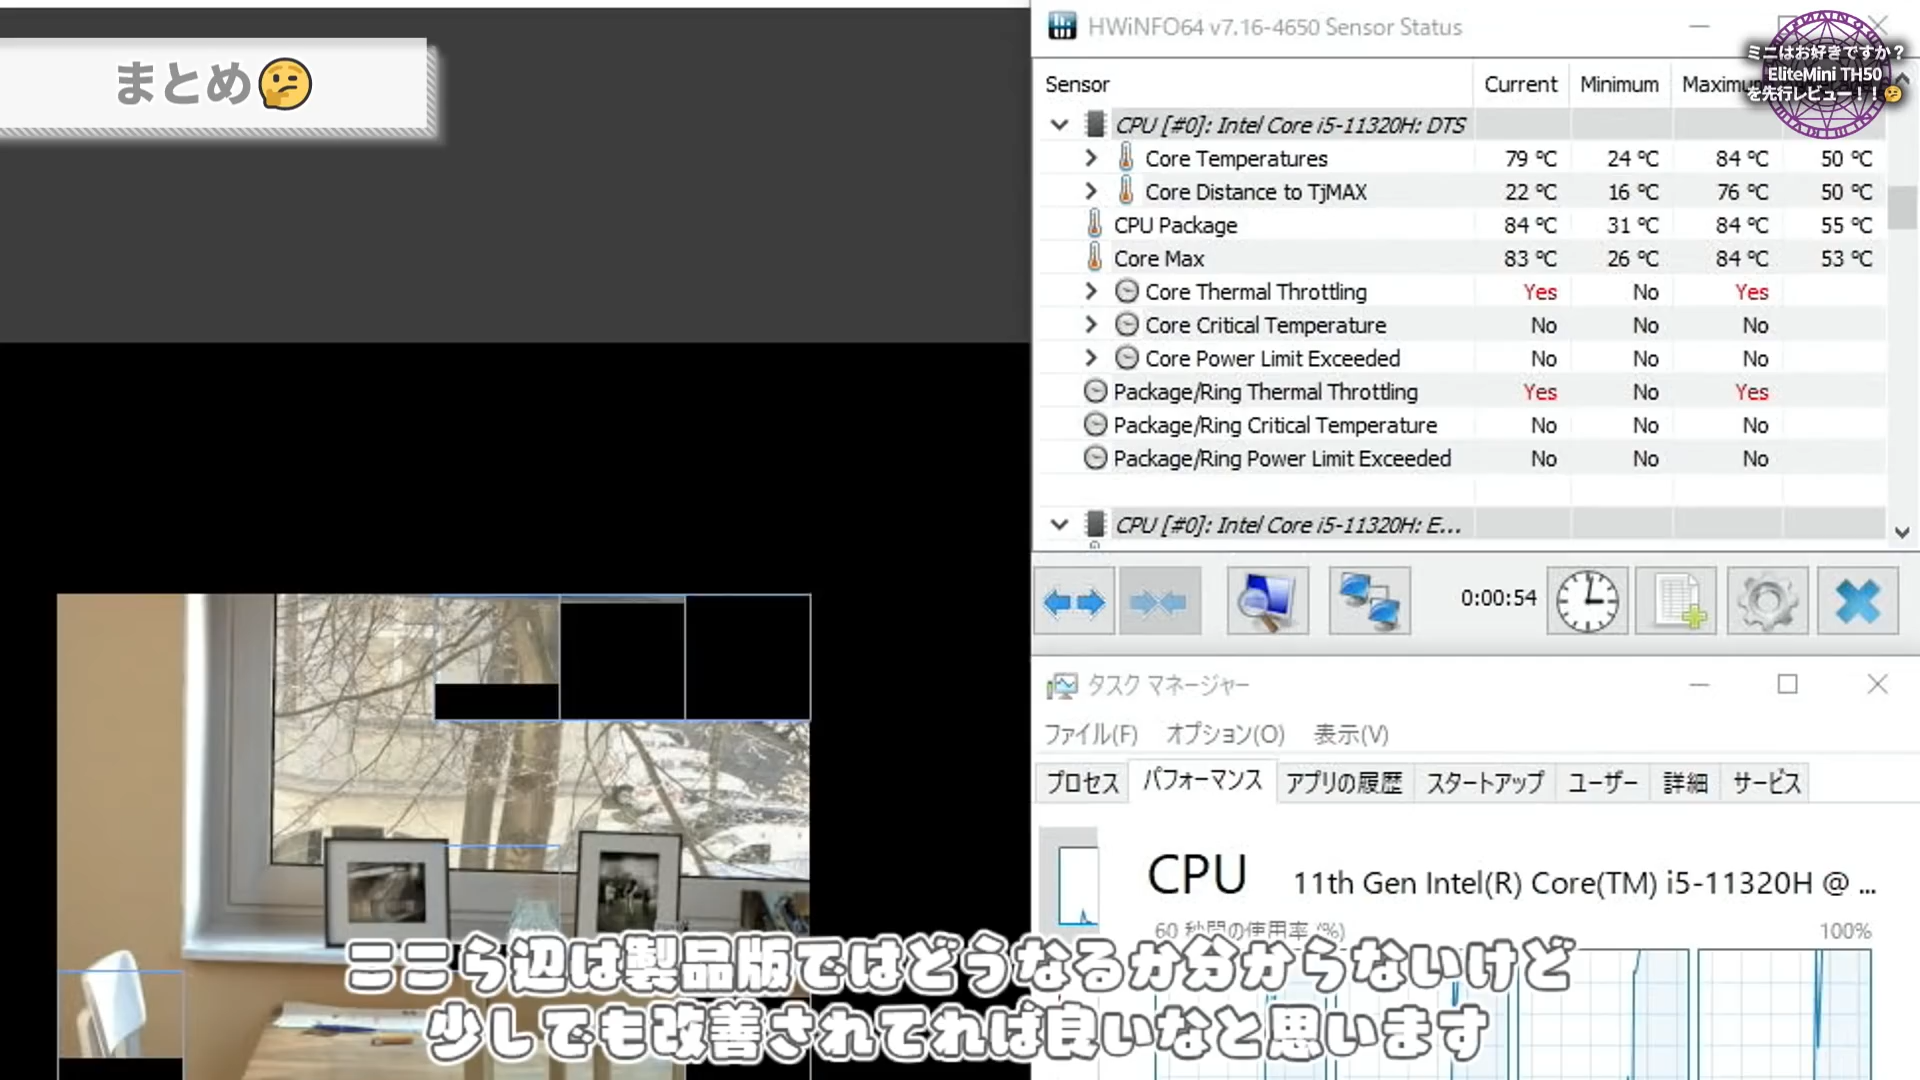 まとめ🤔
HWiNFO64 v7.16-4650 Sensor Status
ミニはお好きですか？
EliteMini TH50
を先行レビュー！！🤔
Sensor Current Minimum
CPU [#0]: Intel Core i5-11320H: DTS
Core Temperatures 79 ℃ 24 ℃ 84 ℃ 50 ℃
Core Distance to TjMAX 22 ℃ 16 ℃ 76 ℃ 50 ℃
CPU Package 84 ℃ 31 ℃ 84 ℃ 55 ℃
Core Max 83 ℃ 26 ℃ 84 ℃ 53 ℃
Core Thermal Throttling Yes No Yes
Core Critical Temperature No No No
Core Power Limit Exceeded No No No
Package/Ring Thermal Throttling Yes No Yes
Package/Ring Critical Temperature No No No
Package/Ring Power Limit Exceeded No No No
CPU [#0]: Intel Core i5-11320H: E...
0:00:54
タスク マネージャー
ファイル(F) オプション(O) 表示(V)
プロセス パフォーマンス アプリの履歴 スタートアップ ユーザー 詳細 サービス
CPU 11th Gen Intel(R) Core(TM) i5-11320H @ ...
60 秒間の使用率 (%) 100%
ここら辺は製品版ではどうなるか分からないけど
少しでも改善されてれば良いなと思います